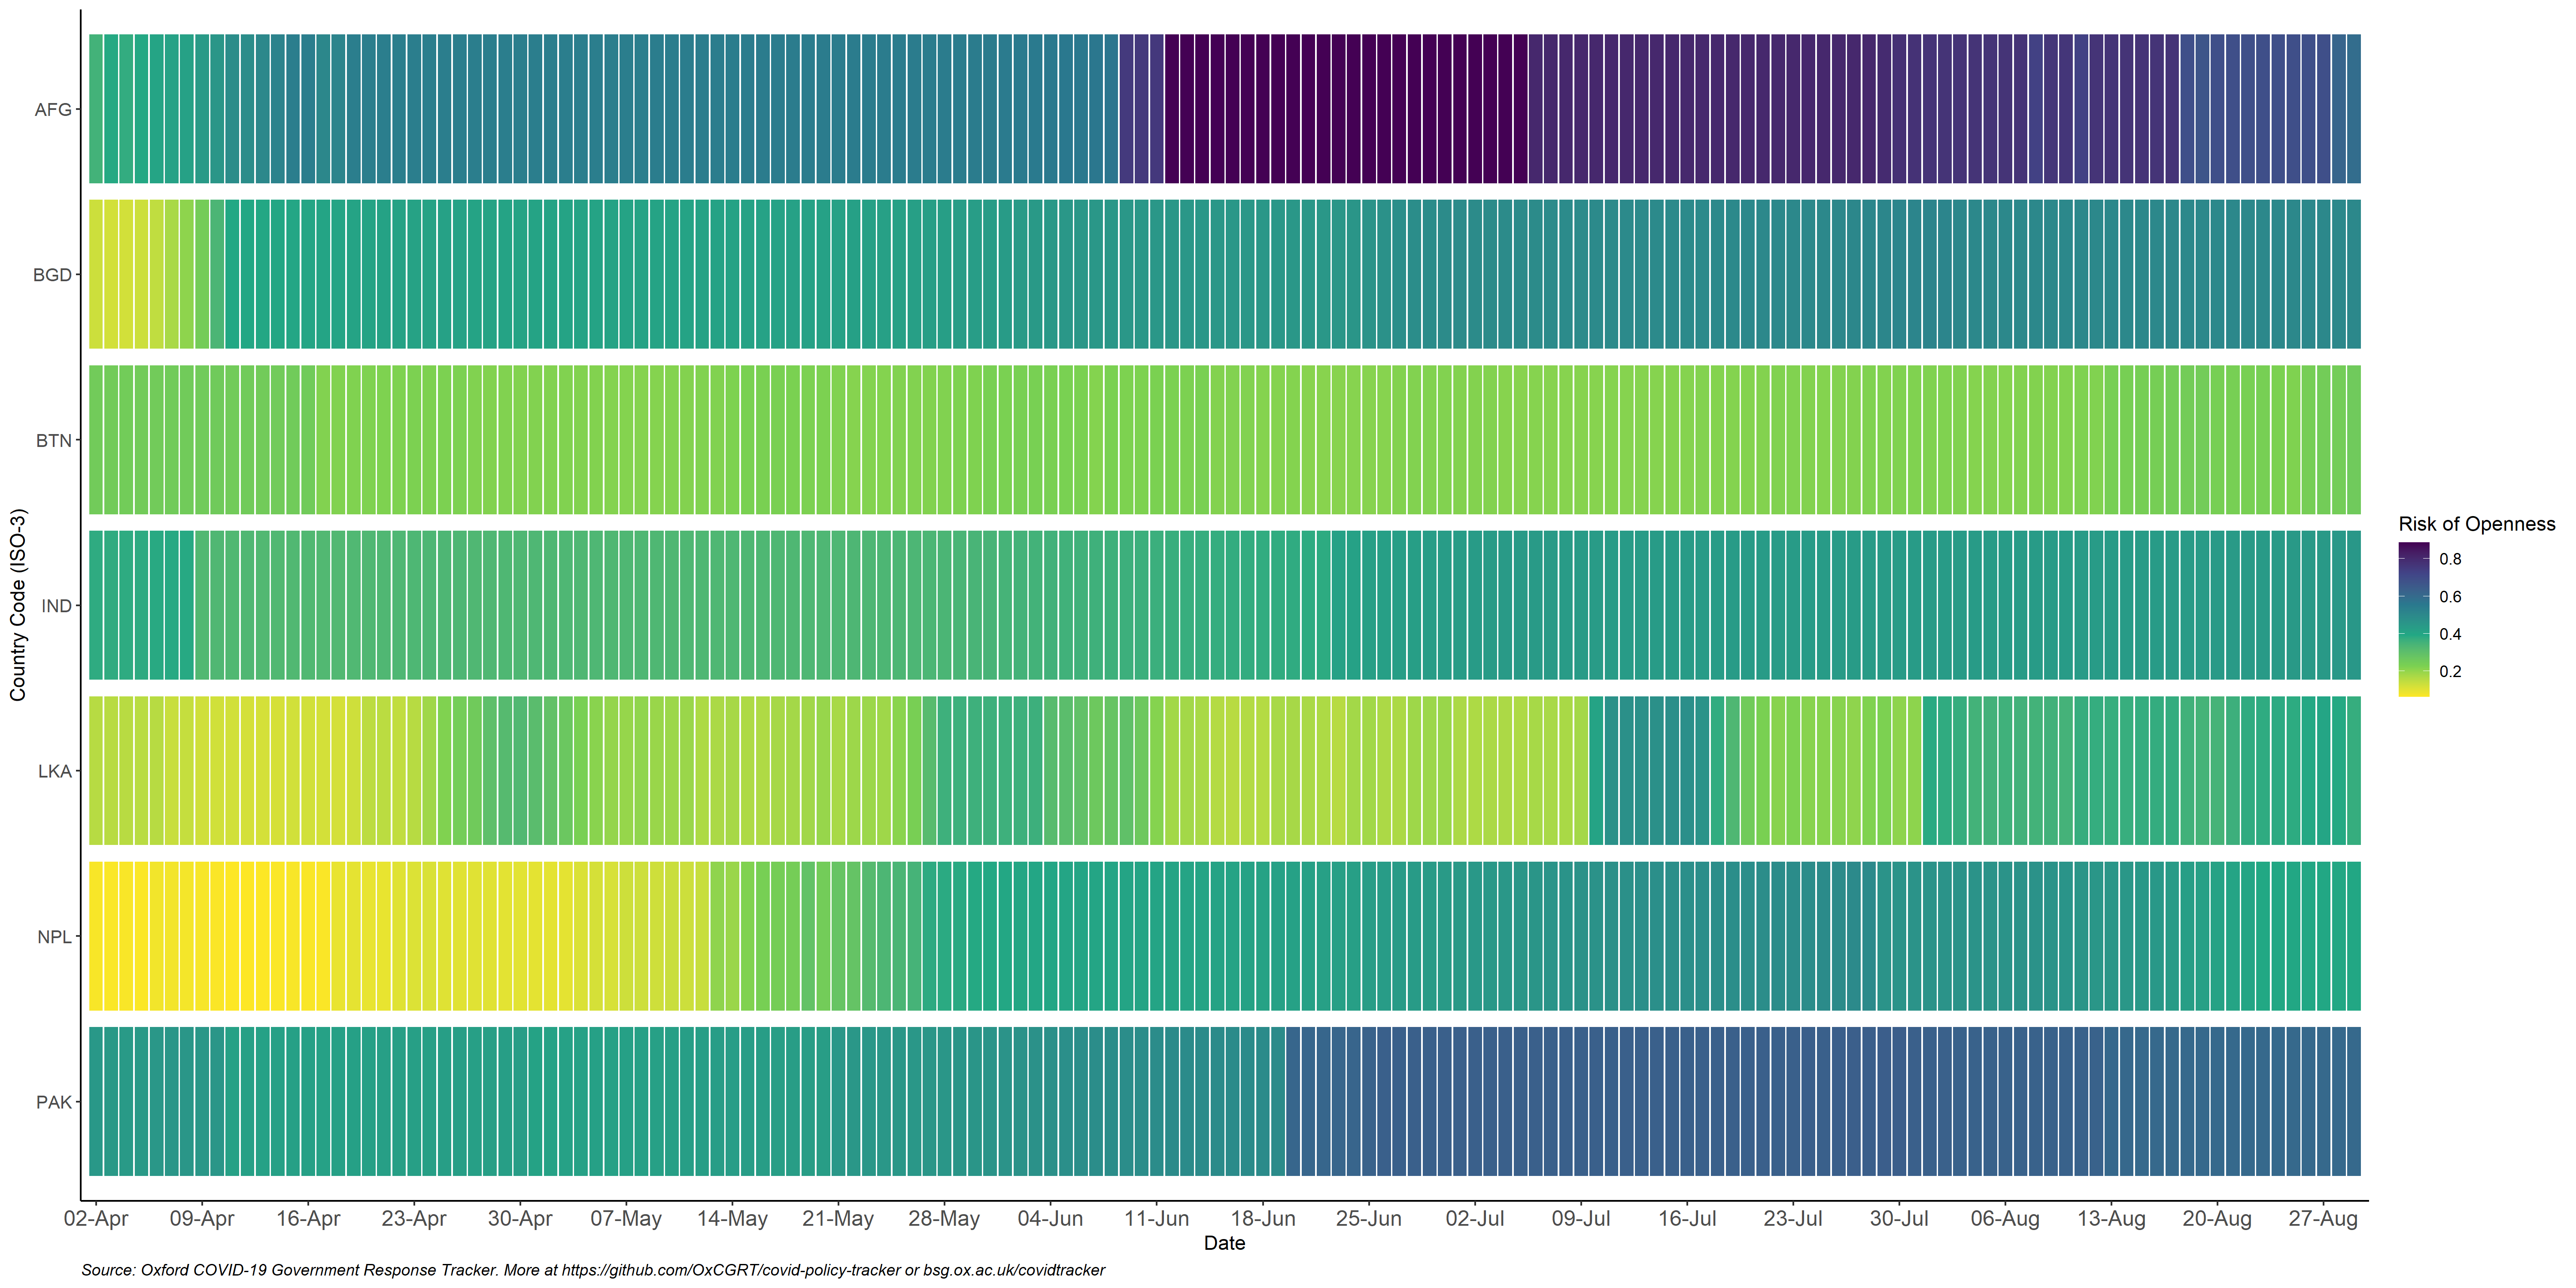 AFG
BGD
BTN
IND
LKA
NPL
PAK
Country Code (ISO-3)
Risk of Openness
0.8
0.6
0.4
0.2
02-Apr 09-Apr 16-Apr 23-Apr 30-Apr 07-May 14-May 21-May 28-May 04-Jun 11-Jun 18-Jun 25-Jun 02-Jul 09-Jul 16-Jul 23-Jul 30-Jul 06-Aug 13-Aug 20-Aug 27-Aug
Date
Source: Oxford COVID-19 Government Response Tracker. More at https://github.com/OxCGRT/covid-policy-tracker or bsg.ox.ac.uk/covidtracker